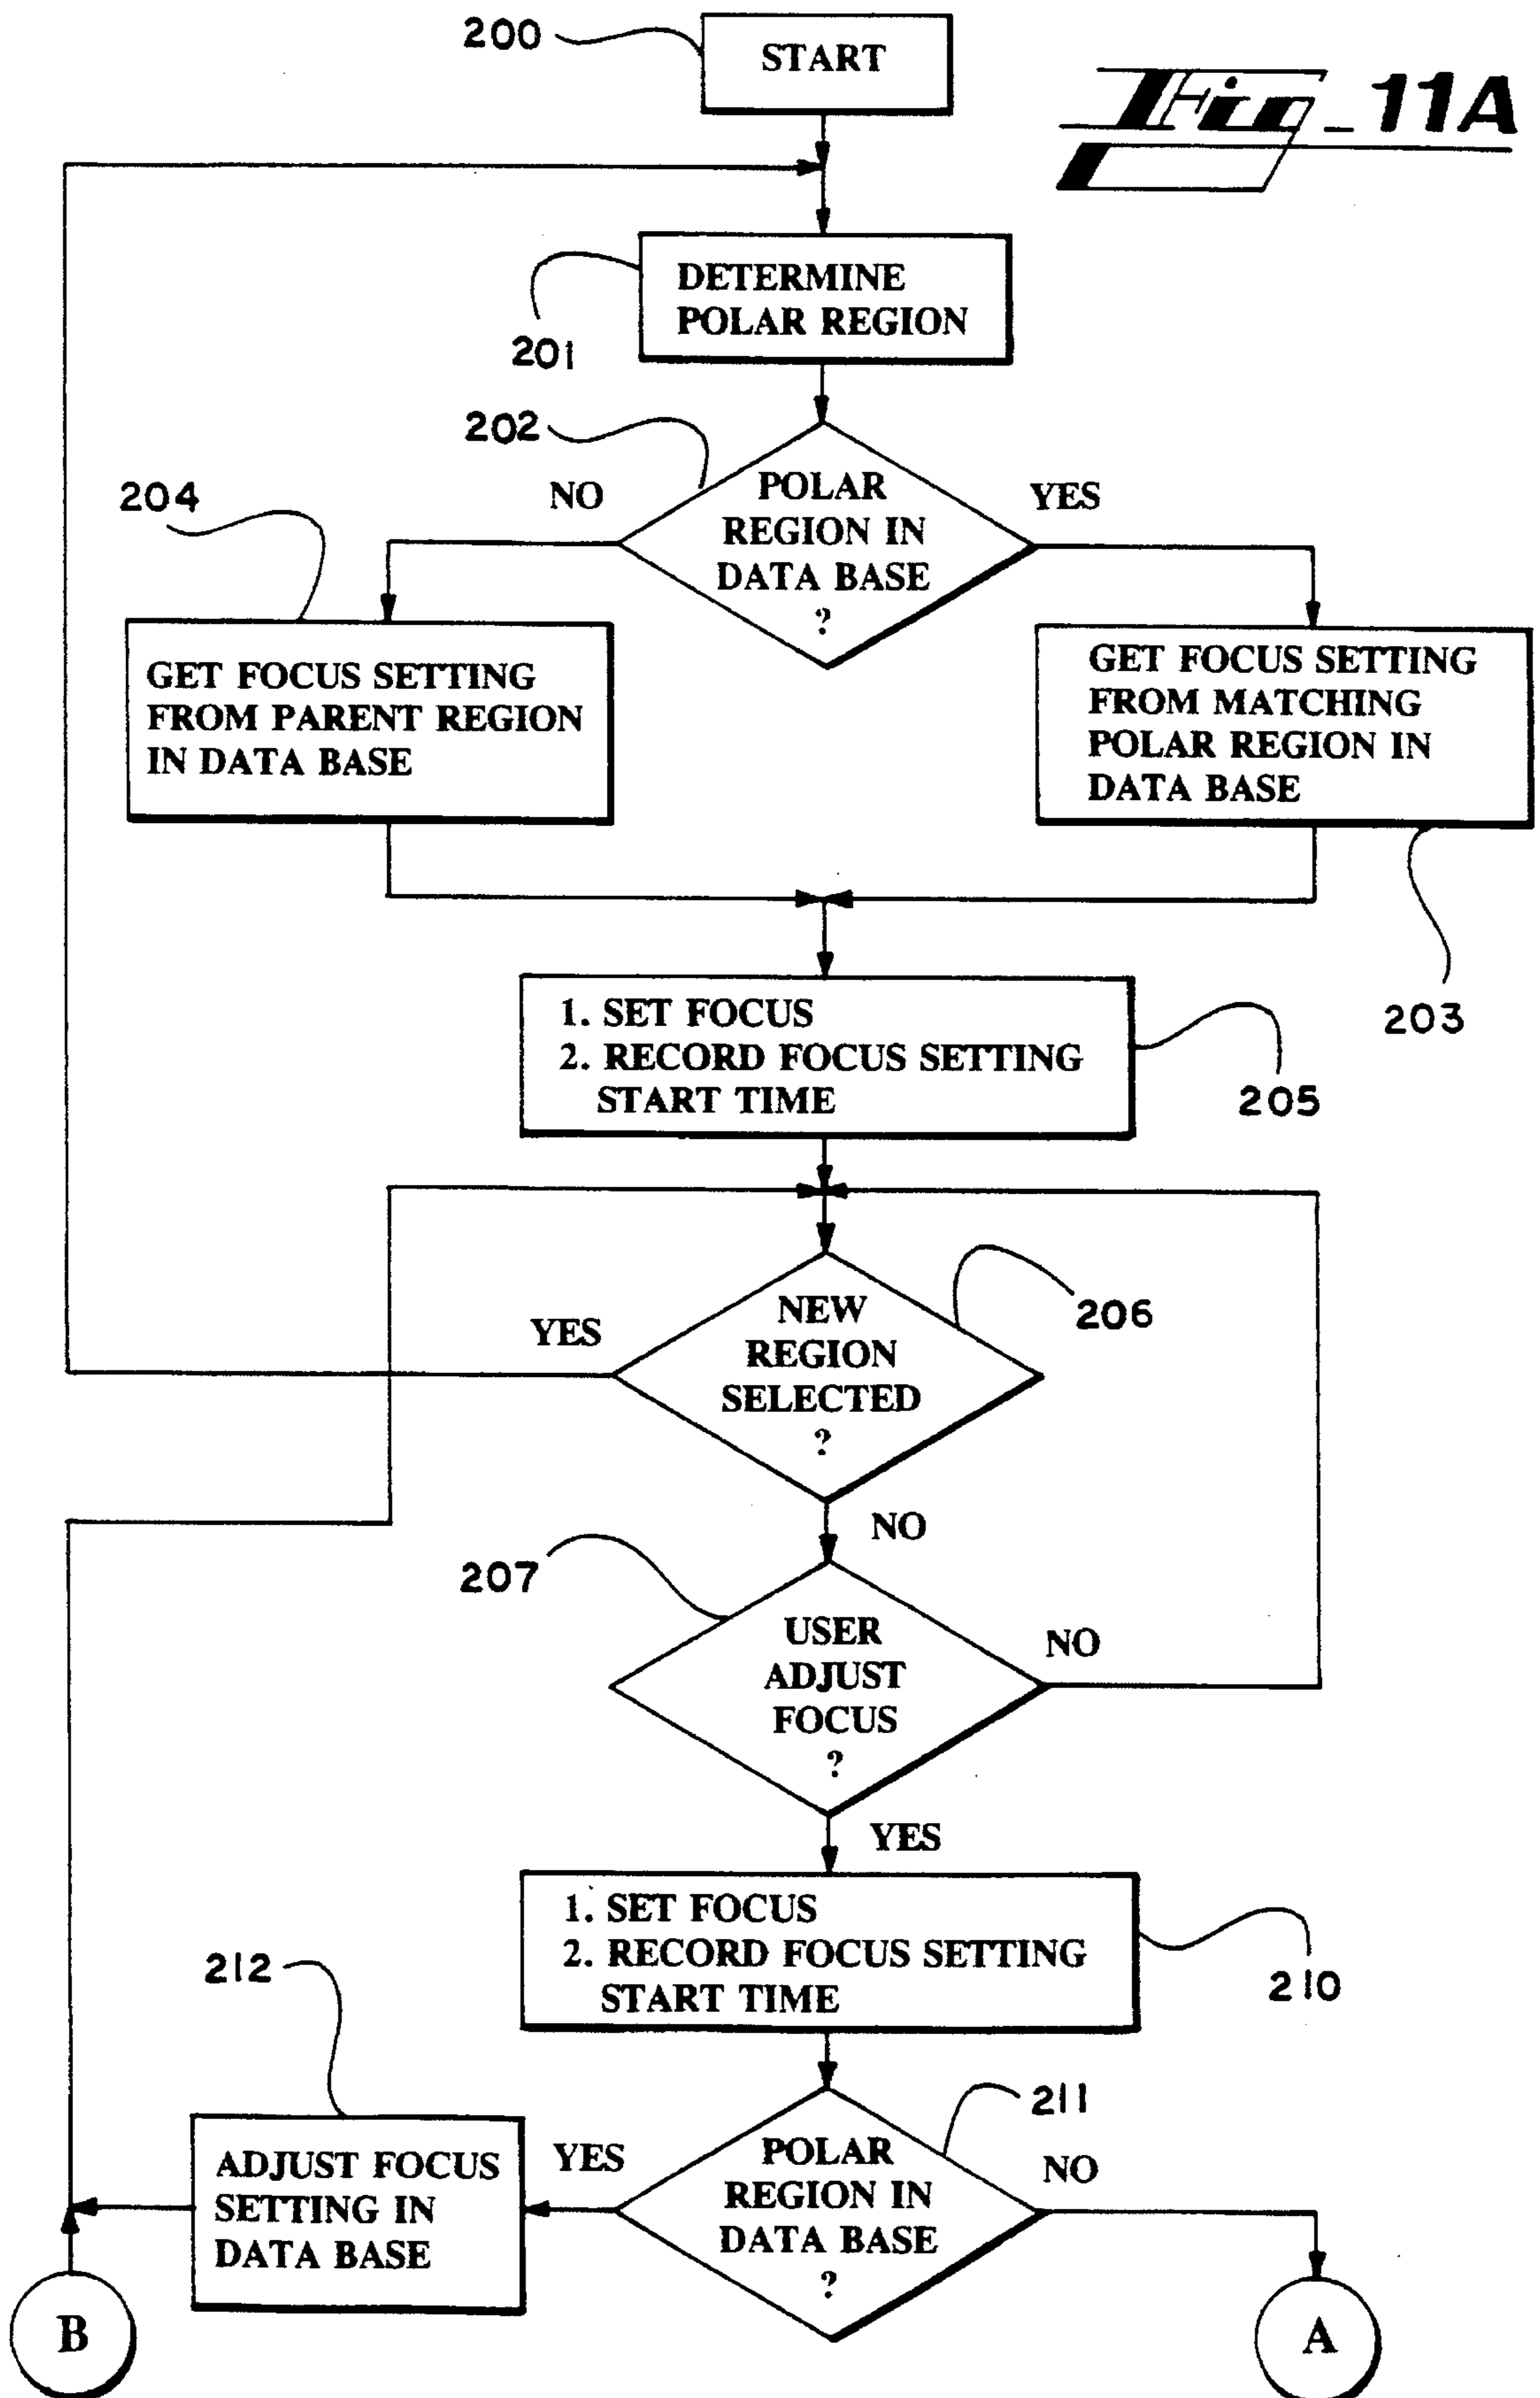 200
START
Fig_11A
DETERMINE
POLAR REGION
201
202
NO
POLAR
REGION IN
DATA BASE
?
YES
204
GET FOCUS SETTING
FROM PARENT REGION
IN DATA BASE
GET FOCUS SETTING
FROM MATCHING
POLAR REGION IN
DATA BASE
203
1. SET FOCUS
2. RECORD FOCUS SETTING
START TIME
205
YES
NEW
REGION
SELECTED
?
206
NO
207
USER
ADJUST
FOCUS
?
NO
YES
1. SET FOCUS
2. RECORD FOCUS SETTING
START TIME
210
212
211
ADJUST FOCUS
SETTING IN
DATA BASE
YES
POLAR
REGION IN
DATA BASE
?
NO
B
A